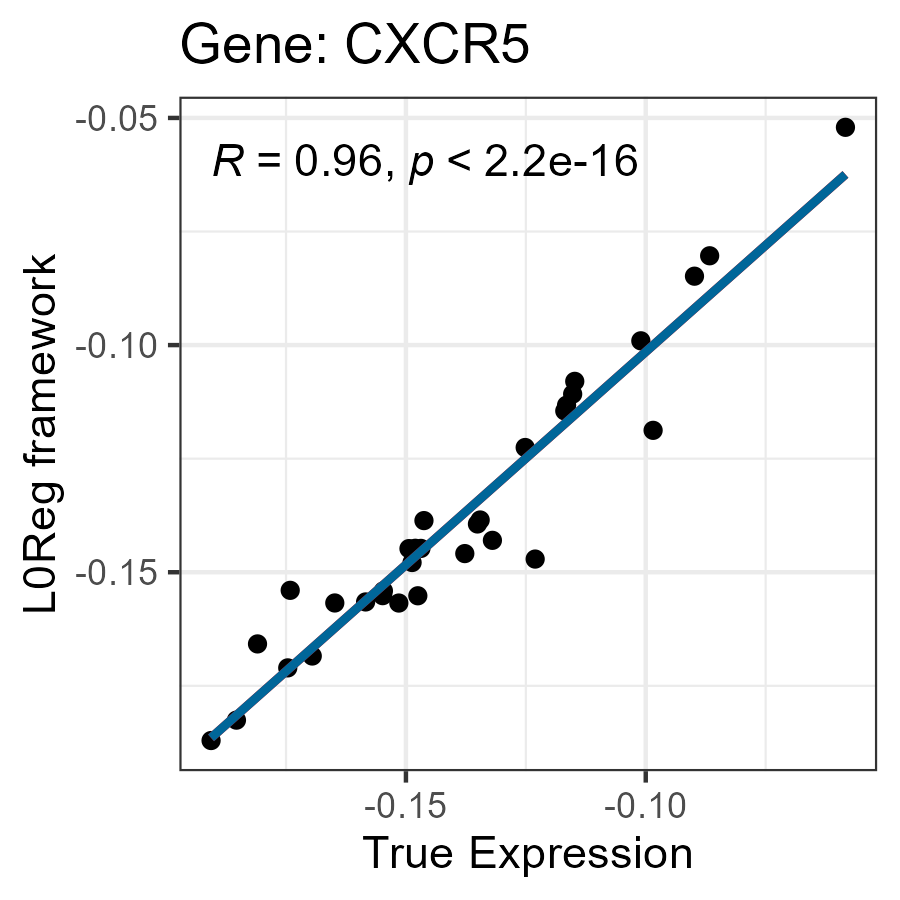 Gene: CXCR5
R = 0.96, p < 2.2e-16
L0Reg framework
-0.05
-0.10
-0.15
-0.15
-0.10
True Expression